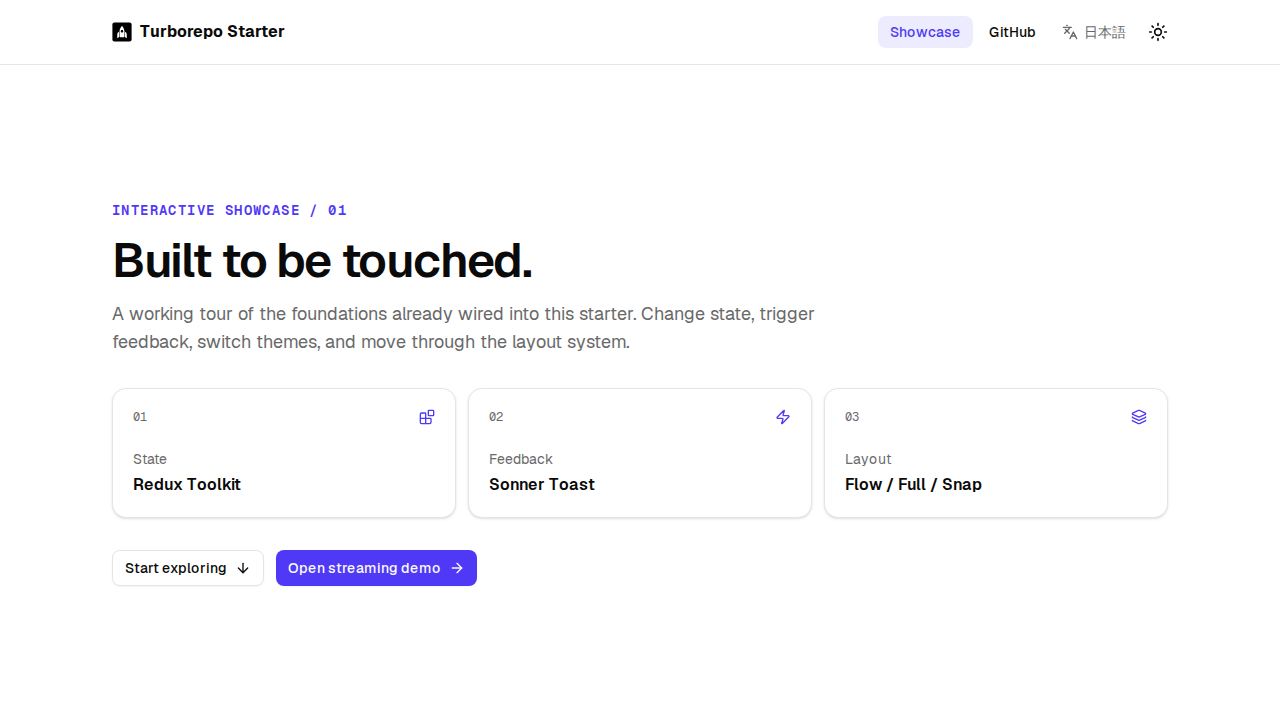 Turborepo Starter
Showcase
GitHub
日本語
INTERACTIVE SHOWCASE / 01
Built to be touched.
A working tour of the foundations already wired into this starter. Change state, trigger
feedback, switch themes, and move through the layout system.
01
State
Redux Toolkit
02
Feedback
Sonner Toast
03
Layout
Flow / Full / Snap
Start exploring
Open streaming demo